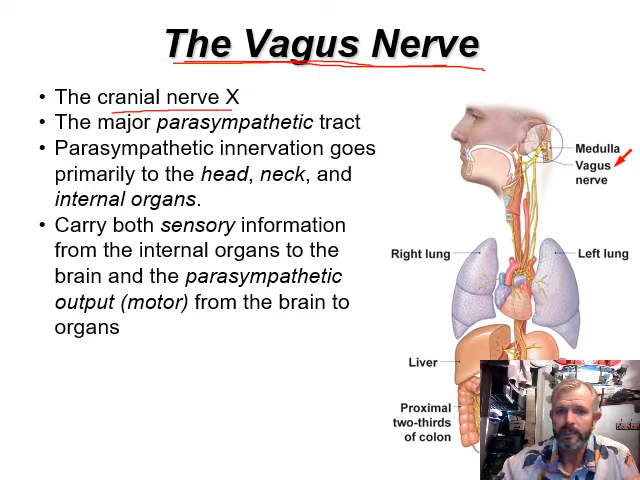 The Vagus Nerve
• The cranial nerve X
• The major parasympathetic tract
• Parasympathetic innervation goes
primarily to the head, neck, and
internal organs.
• Carry both sensory information
from the internal organs to the
brain and the parasympathetic
output (motor) from the brain to
organs
Medulla
Vagus
nerve
Right lung
Left lung
Liver
Proximal
two-thirds
of colon